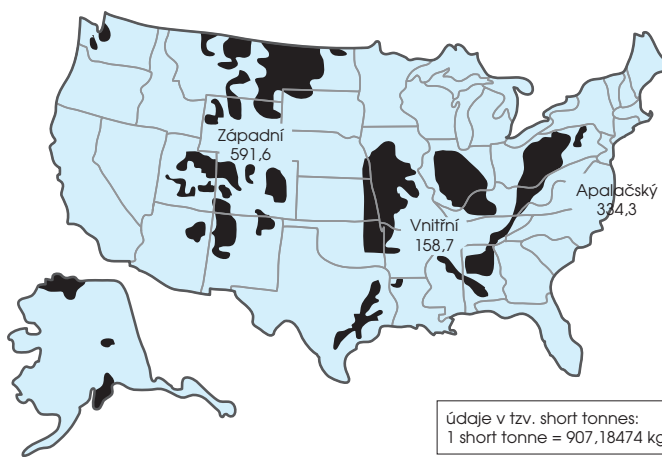 Západní
591,6
Apalačský
334,3
Vnitřní
158,7
údaje v tzv. short tonnes:
1 short tonne = 907,18474 kg